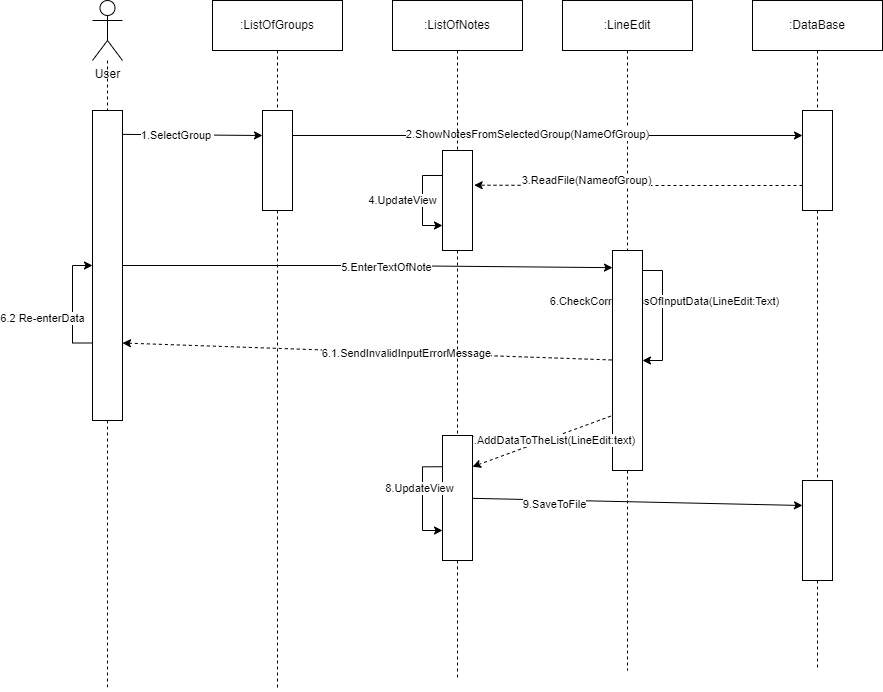 :ListOfGroups
:ListOfNotes
:LineEdit
:DataBase
User
1.SelectGroup
2.ShowNotesFromSelectedGroup(NameOfGroup)
3.ReadFile(NameofGroup)
4.UpdateView
5.EnterTextOfNote
6.CheckCorr sOfInputData(LineEdit:Text)
6.2 Re-enterData
6.1.SendInvalidInputErrorMessage
.AddDataToTheList(LineEdit:text)
8.UpdateView
9.SaveToFile